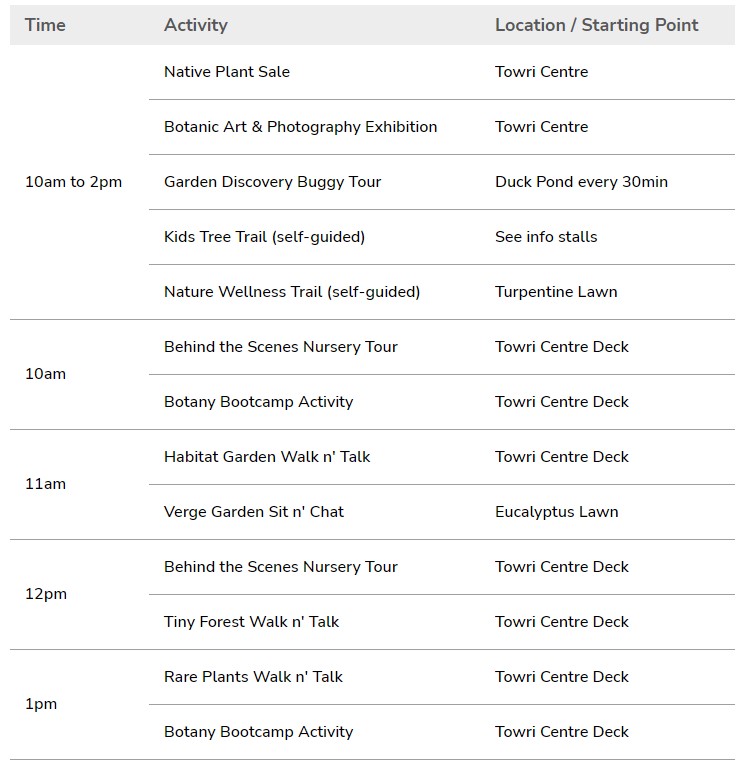 Time Activity Location / Starting Point
Native Plant Sale Towri Centre
Botanic Art & Photography Exhibition Towri Centre
10am to 2pm Garden Discovery Buggy Tour Duck Pond every 30min
Kids Tree Trail (self-guided) See info stalls
Nature Wellness Trail (self-guided) Turpentine Lawn
Behind the Scenes Nursery Tour Towri Centre Deck
10am
Botany Bootcamp Activity Towri Centre Deck
Habitat Garden Walk n' Talk Towri Centre Deck
11am
Verge Garden Sit n' Chat Eucalyptus Lawn
Behind the Scenes Nursery Tour Towri Centre Deck
12pm
Tiny Forest Walk n' Talk Towri Centre Deck
Rare Plants Walk n' Talk Towri Centre Deck
1pm
Botany Bootcamp Activity Towri Centre Deck